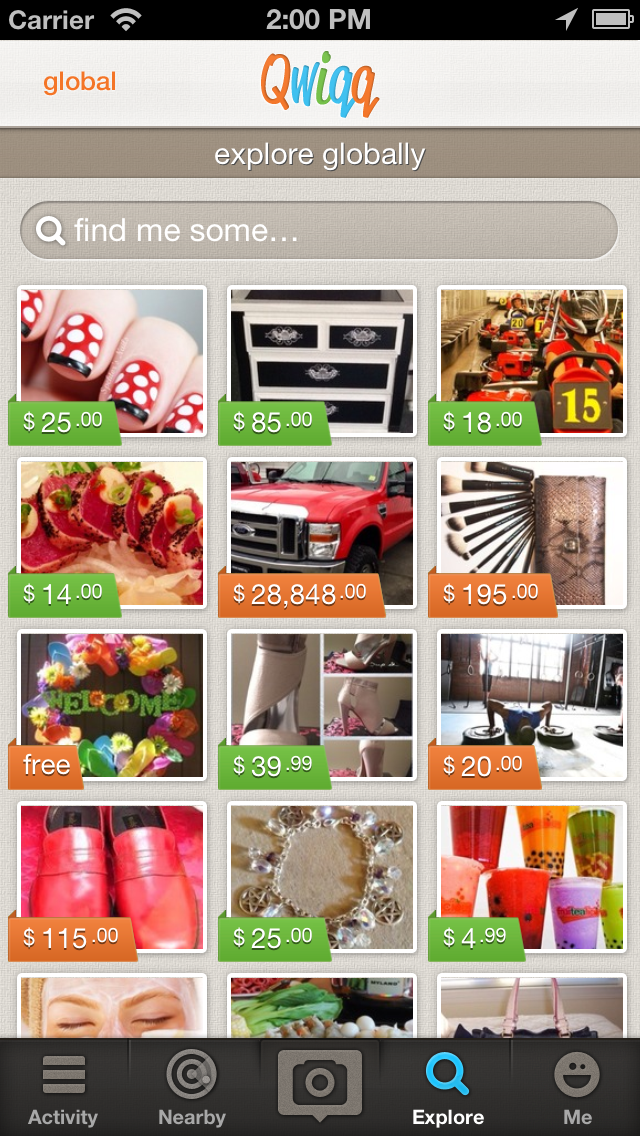 Carrier 2:00 PM
global Qwiqq
explore globally
find me some...
20
15
$ 25.00 $ 85.00 $ 18.00
$ 14.00 $ 28,848.00 $ 195.00
WELCOME
free $ 39.99 $ 20.00
$ 115.00 $ 25.00 $ 4.99
Activity Nearby Explore Me